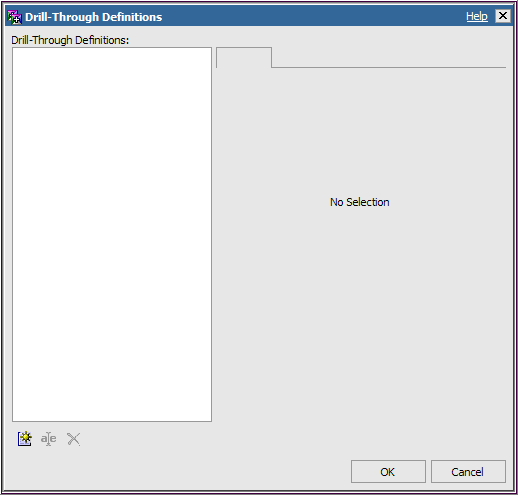 Drill-Through Definitions
Help
Drill-Through Definitions:
No Selection
a/e
OK
Cancel